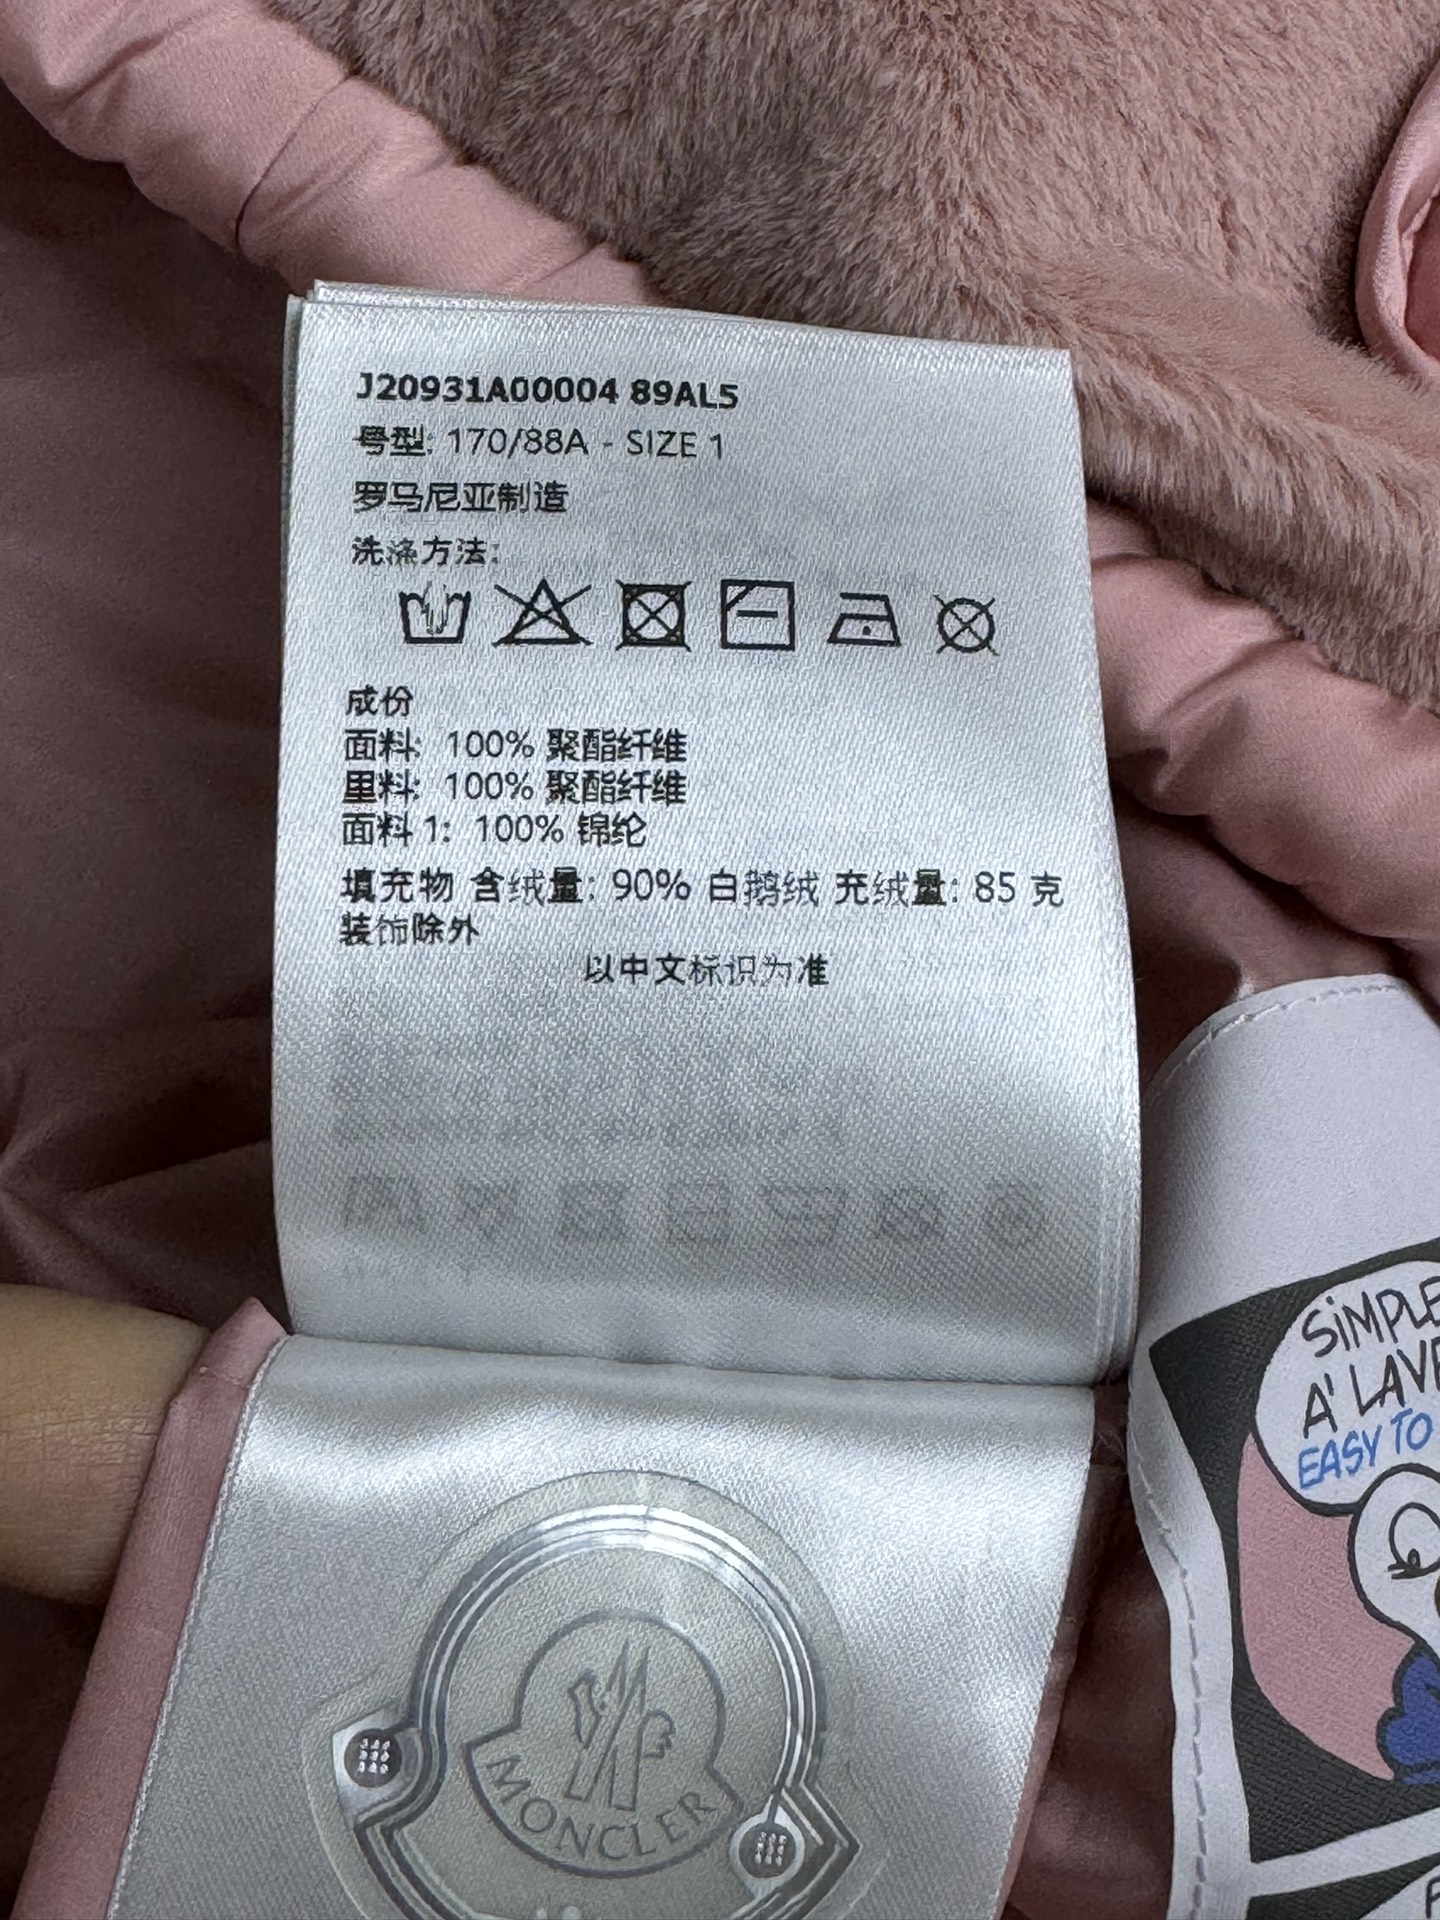 J20931A00004 89AL5
号型: 170/88A - SIZE 1
罗马尼亚制造
洗涤方法:
成份
面料: 100% 聚酯纤维
里料: 100% 聚酯纤维
面料 1: 100% 锦纶
填充物 含绒量: 90% 白鹅绒 充绒量: 85 克
装饰除外
以中文标识为准
SiMPLE
A' LAVE
EASY TO
MONCLER